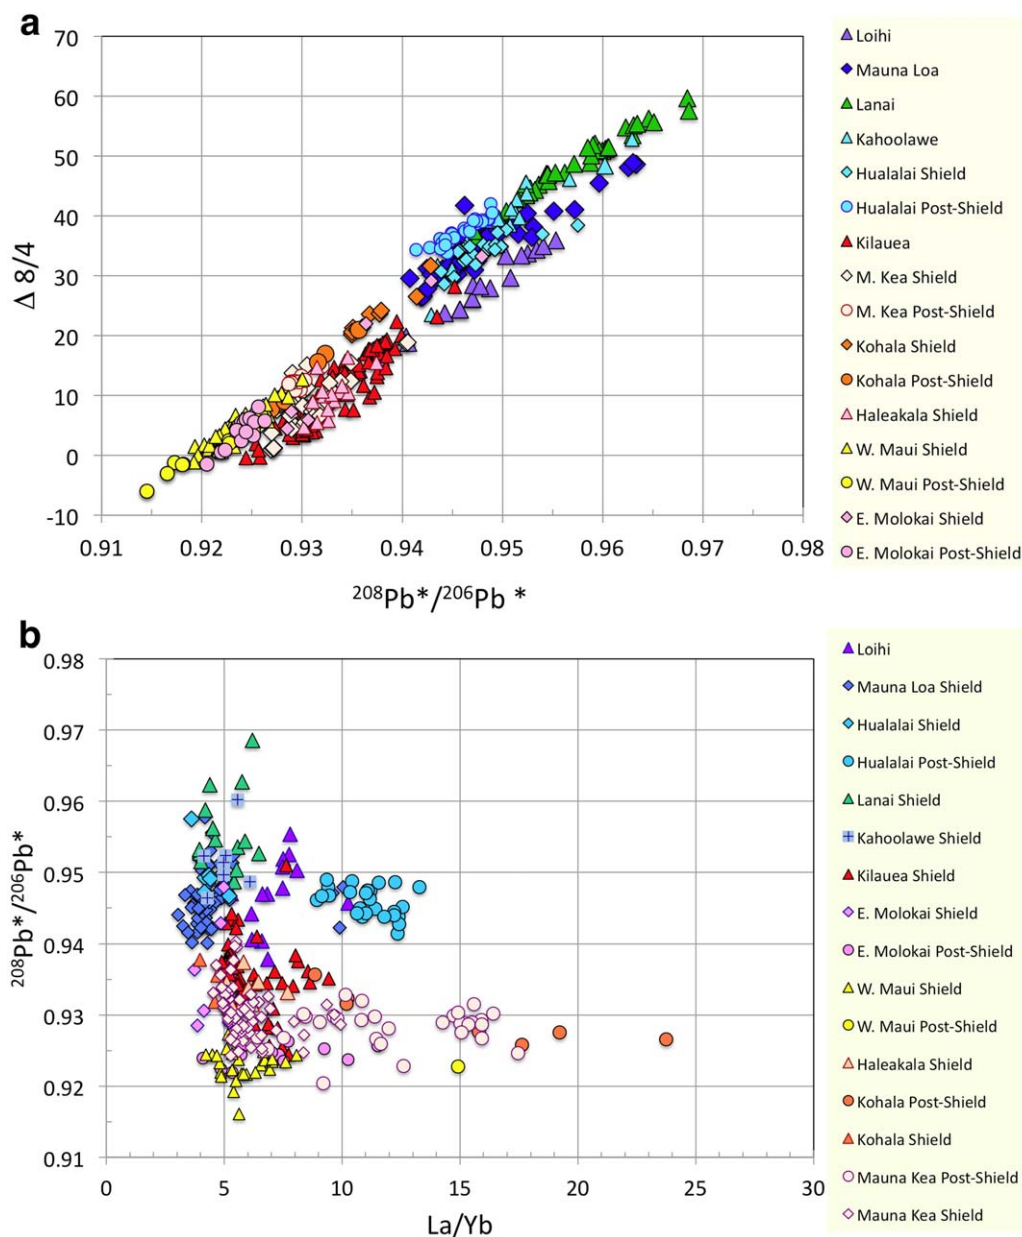 a
Δ 8/4
70
60
50
40
30
20
10
0
-10
0.91 0.92 0.93 0.94 0.95 0.96 0.97 0.98
²⁰⁸Pb*/²⁰⁶Pb *
Loihi
Mauna Loa
Lanai
Kahoolawe
Hualalai Shield
Hualalai Post-Shield
Kilauea
M. Kea Shield
M. Kea Post-Shield
Kohala Shield
Kohala Post-Shield
Haleakala Shield
W. Maui Shield
W. Maui Post-Shield
E. Molokai Shield
E. Molokai Post-Shield
b
²⁰⁸Pb*/²⁰⁶Pb*
0.98
0.97
0.96
0.95
0.94
0.93
0.92
0.91
0 5 10 15 20 25 30
La/Yb
Loihi
Mauna Loa Shield
Hualalai Shield
Hualalai Post-Shield
Lanai Shield
Kahoolawe Shield
Kilauea Shield
E. Molokai Shield
E. Molokai Post-Shield
W. Maui Shield
W. Maui Post-Shield
Haleakala Shield
Kohala Post-Shield
Kohala Shield
Mauna Kea Post-Shield
Mauna Kea Shield